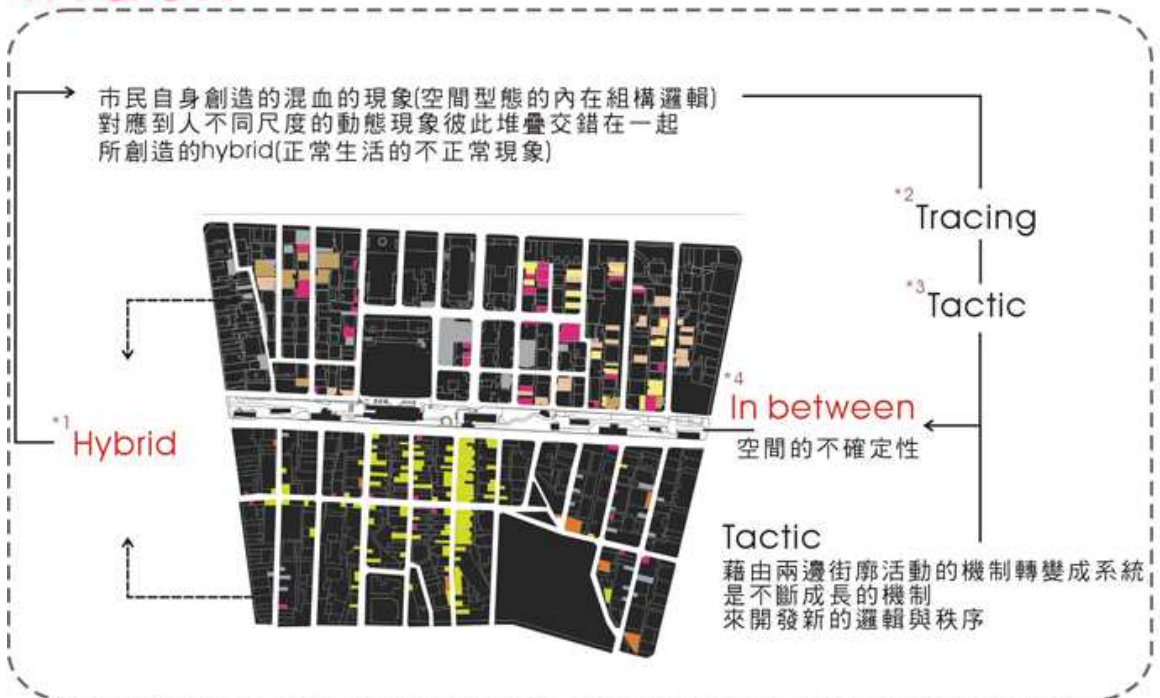 市民自身創造的混血的現象(空間型態的內在組構邏輯)
對應到人不同尺度的動態現象彼此堆疊交錯在一起
所創造的hybrid(正常生活的不正常現象)
*2
Tracing
*3
Tactic
*4
In between
空間的不確定性
*1
Hybrid
Tactic
藉由兩邊街廓活動的機制轉變成系統
是不斷成長的機制
來開發新的邏輯與秩序